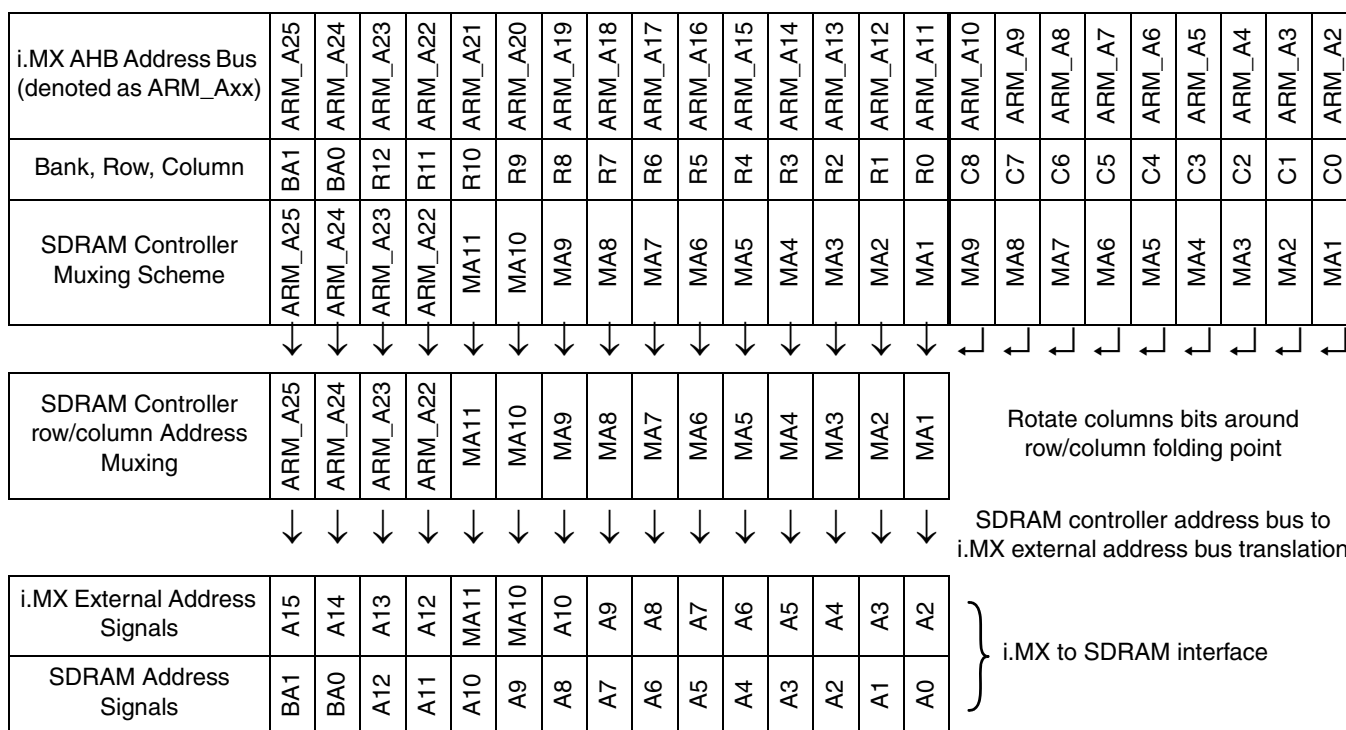 i.MX AHB Address Bus
(denoted as ARM_Axx)
ARM_A25 ARM_A24 ARM_A23 ARM_A22 ARM_A21 ARM_A20 ARM_A19 ARM_A18 ARM_A17 ARM_A16 ARM_A15 ARM_A14 ARM_A13 ARM_A12 ARM_A11 ARM_A10 ARM_A9 ARM_A8 ARM_A7 ARM_A6 ARM_A5 ARM_A4 ARM_A3 ARM_A2
Bank, Row, Column
BA1 BA0 R12 R11 R10 R9 R8 R7 R6 R5 R4 R3 R2 R1 R0 C8 C7 C6 C5 C4 C3 C2 C1 C0
SDRAM Controller
Muxing Scheme
ARM_A25 ARM_A24 ARM_A23 ARM_A22 MA11 MA10 MA9 MA8 MA7 MA6 MA5 MA4 MA3 MA2 MA1 MA9 MA8 MA7 MA6 MA5 MA4 MA3 MA2 MA1
SDRAM Controller
row/column Address
Muxing
ARM_A25 ARM_A24 ARM_A23 ARM_A22 MA11 MA10 MA9 MA8 MA7 MA6 MA5 MA4 MA3 MA2 MA1
Rotate columns bits around
row/column folding point
SDRAM controller address bus to
i.MX external address bus translation
i.MX External Address
Signals
A15 A14 A13 A12 MA11 MA10 A10 A9 A8 A7 A6 A5 A4 A3 A2
SDRAM Address
Signals
BA1 BA0 A12 A11 A10 A9 A8 A7 A6 A5 A4 A3 A2 A1 A0
i.MX to SDRAM interface